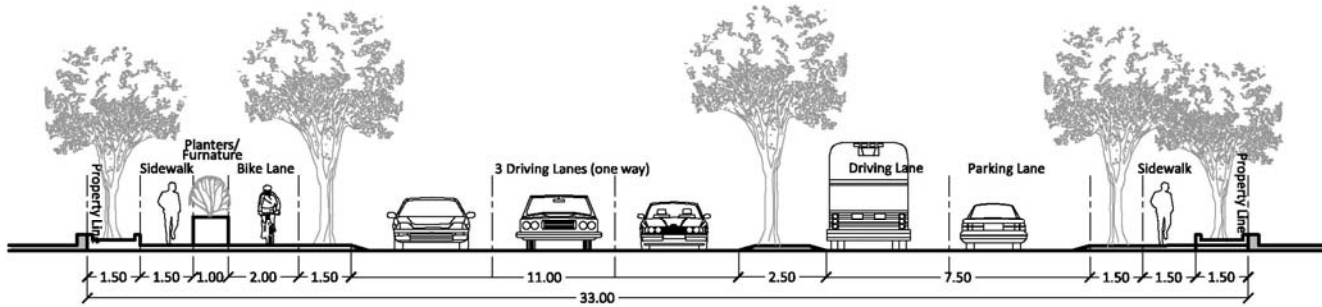 Planters/
Furnature
Sidewalk
Bike Lane
3 Driving Lanes (one way)
Driving Lane
Parking Lane
Sidewalk
Property Lin
Property Line
1.50
1.50
1.00
2.00
1.50
11.00
2.50
7.50
1.50
1.50
1.50
33.00